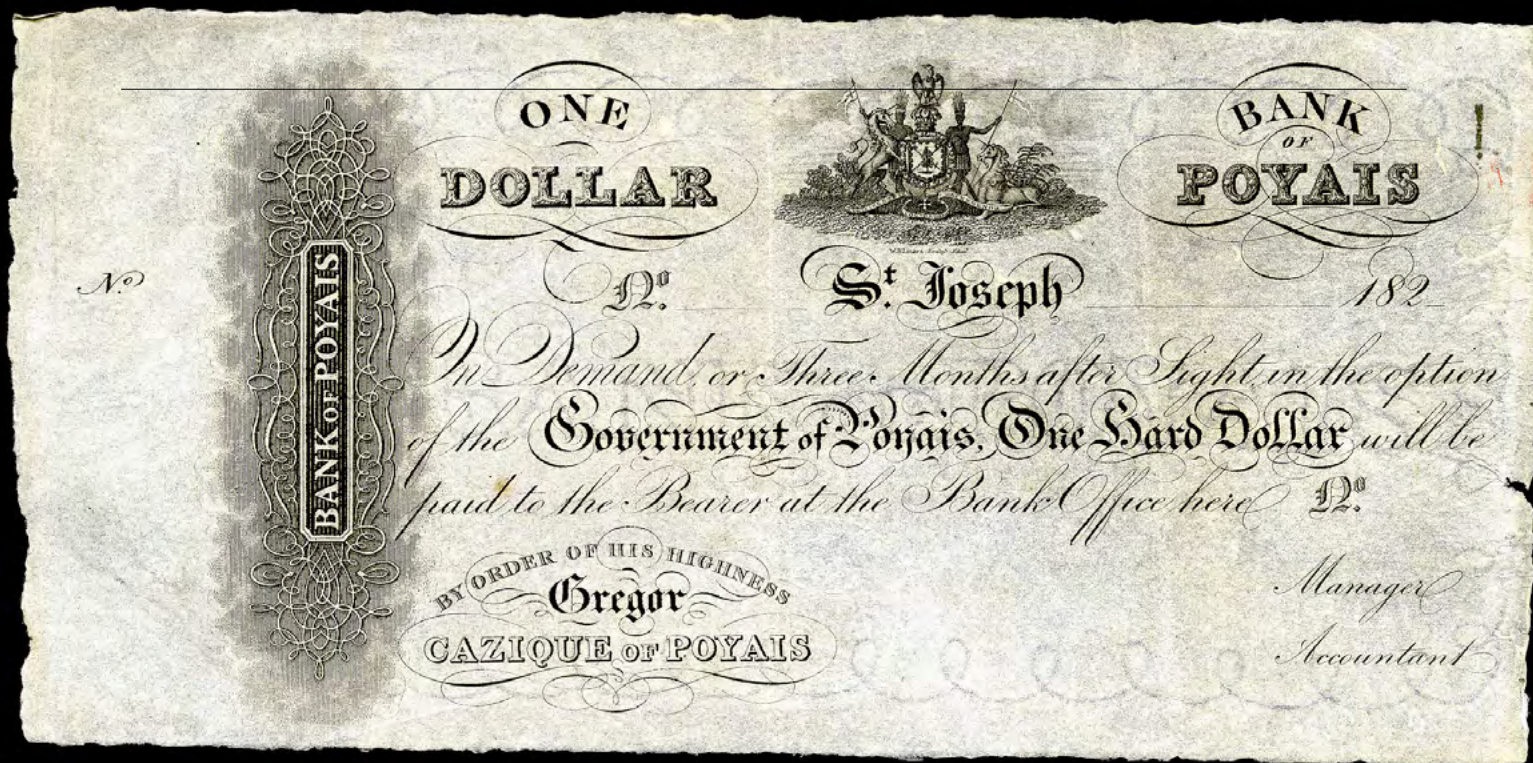 ONE
DOLLAR
BANK
OF
POYAIS
BANK OF POYAIS
No
No. St. Joseph 182
On Demand, or Three Months after Sight in the option
of the Government of Poyais, One Hard Dollar will be
paid to the Bearer at the Bank Office here No.
BY ORDER OF HIS HIGHNESS
Gregor
CAZIQUE OF POYAIS
Manager
Accountant